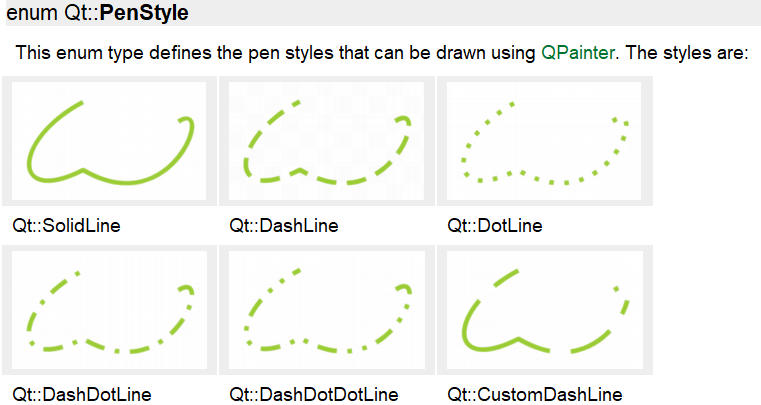 enum Qt::PenStyle
This enum type defines the pen styles that can be drawn using QPainter. The styles are:
Qt::SolidLine Qt::DashLine Qt::DotLine
Qt::DashDotLine Qt::DashDotDotLine Qt::CustomDashLine